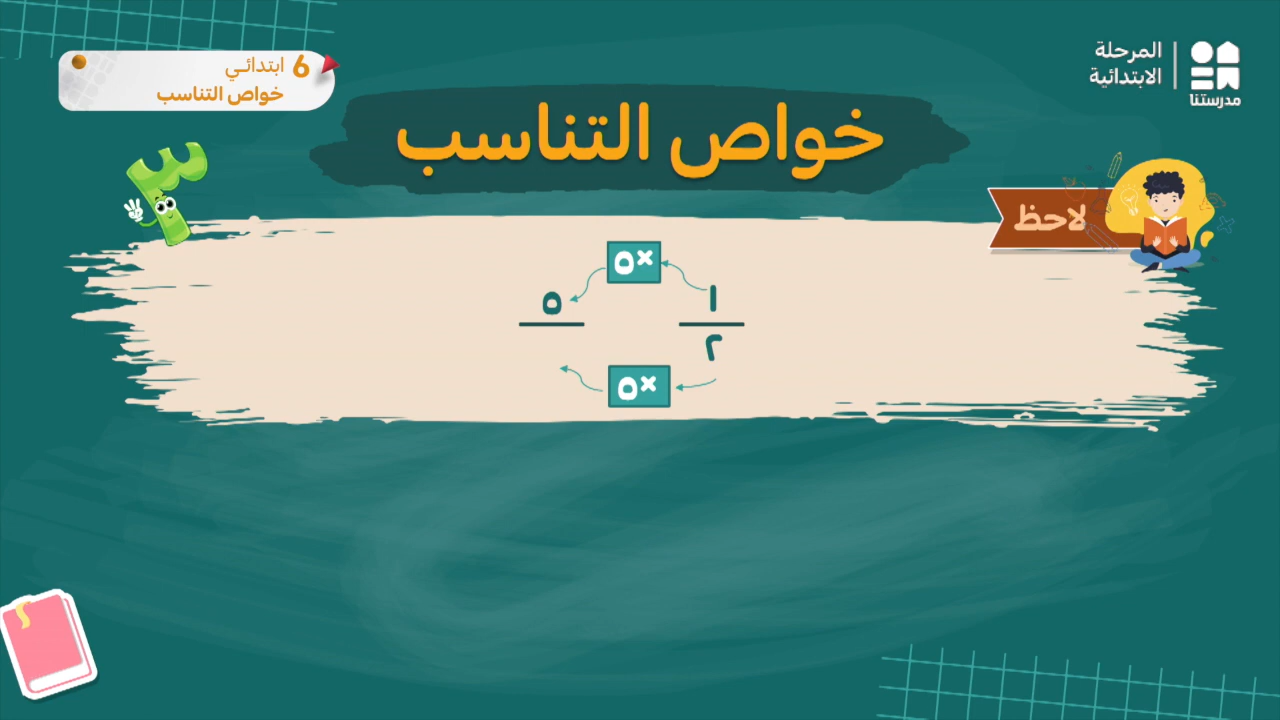 المرحلة
الابتدائية
مدرستنا
6 ابتدائي
خواص التناسب
خواص التناسب
لاحظ
×٥
١
٥
٢
×٥